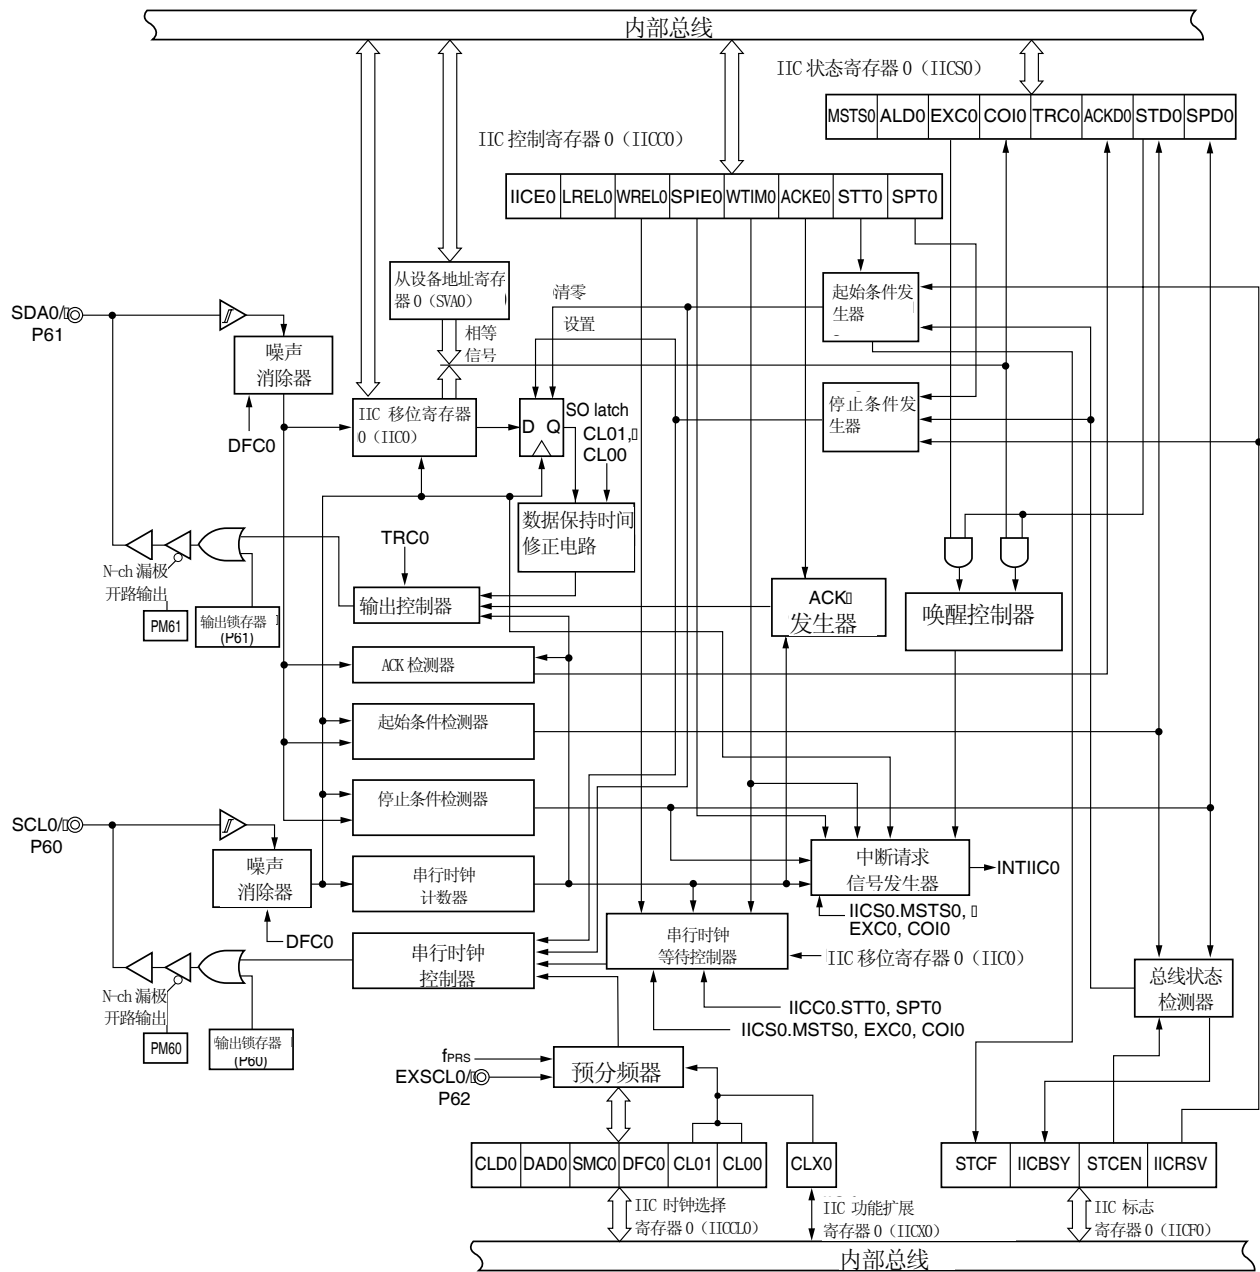 内部总线
IIC 状态寄存器 0（IICS0）
MSTS0 ALD0 EXC0 COI0 TRC0 ACKD0 STD0 SPD0
IIC 控制寄存器 0（IICC0）
IICE0 LREL0 WREL0 SPIE0 WTIM0 ACKE0 STT0 SPT0
从设备地址寄存
器 0（SVA0）
清零
设置
起始条件发
生器
SDA0/
P61
噪声
消除器
相等
信号
DFC0
IIC 移位寄存器
0（IIC0）
D Q
SO latch
CL01,
CL00
停止条件发
生器
数据保持时间
修正电路
TRC0
N-ch 漏极
开路输出
PM61
输出锁存器
(P61)
输出控制器
ACK
发生器
唤醒控制器
ACK 检测器
起始条件检测器
停止条件检测器
SCL0/
P60
噪声
消除器
DFC0
串行时钟
计数器
中断请求
信号发生器
INTIIC0
IICS0.MSTS0,
EXC0, COI0
串行时钟
控制器
串行时钟
等待控制器
IIC 移位寄存器 0（IIC0）
总线状态
检测器
N-ch 漏极
开路输出
PM60
输出锁存器
(P60)
IICC0.STT0, SPT0
IICS0.MSTS0, EXC0, COI0
fPRS
EXSCL0/
P62
预分频器
CLD0 DAD0 SMC0 DFC0 CL01 CL00
CLX0
STCF IICBSY STCEN IICRSV
IIC 时钟选择
寄存器 0（IICCL0）
IIC 功能扩展
寄存器 0（IICX0）
IIC 标志
寄存器 0（IICF0）
内部总线